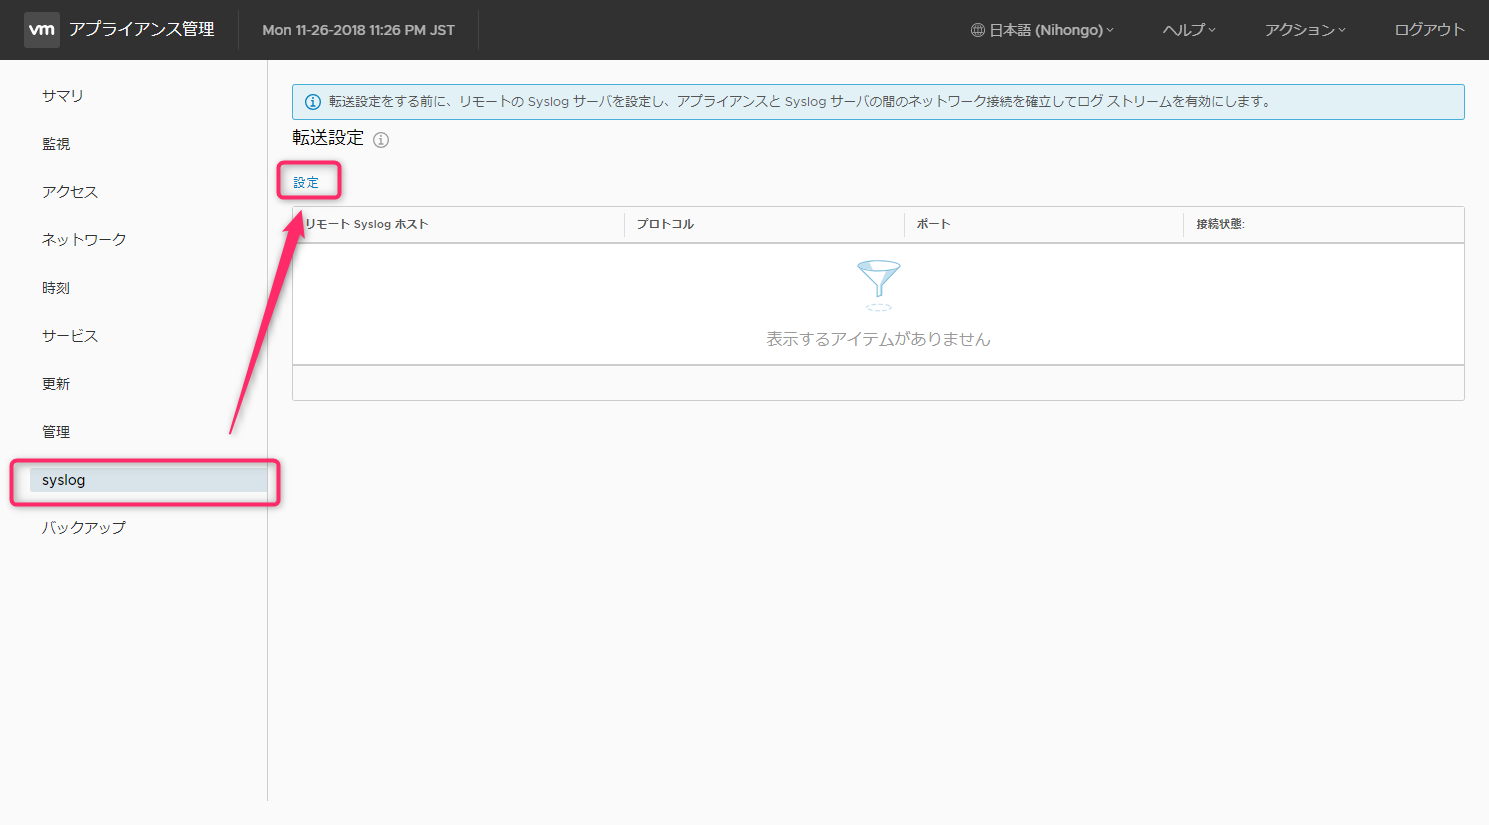 vm アプライアンス管理 Mon 11-26-2018 11:26 PM JST 日本語 (Nihongo) ヘルプ アクション ログアウト
サマリ
監視
アクセス
ネットワーク
時刻
サービス
更新
管理
syslog
バックアップ
転送設定をする前に、リモートの Syslog サーバを設定し、アプライアンスと Syslog サーバの間のネットワーク接続を確立してログ ストリームを有効にします。
転送設定
設定
リモート Syslog ホスト プロトコル ポート 接続状態:
表示するアイテムがありません